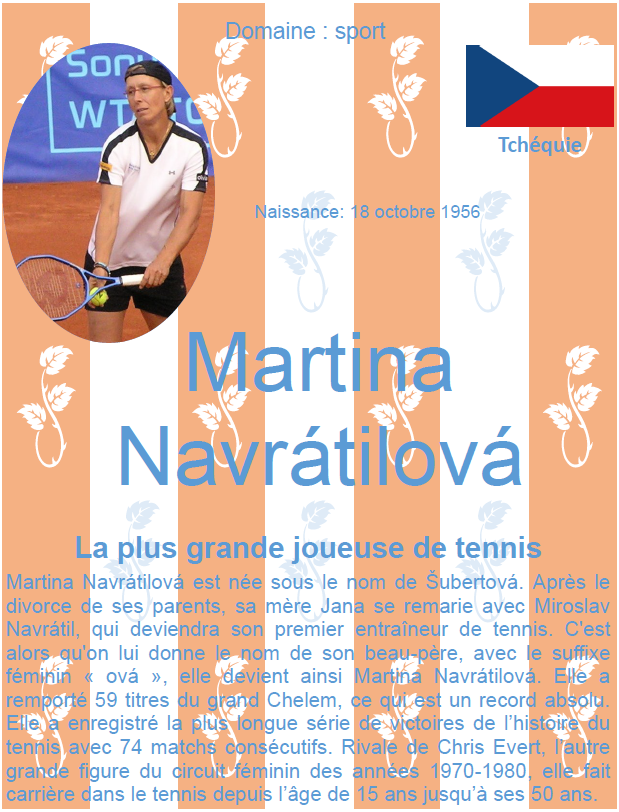 Domaine : sport
Tchéquie
Naissance: 18 octobre 1956
Martina
Navrátilová
La plus grande joueuse de tennis
Martina Navrátilová est née sous le nom de Šubertová. Après le
divorce de ses parents, sa mère Jana se remarie avec Miroslav
Navrátil, qui deviendra son premier entraîneur de tennis. C'est
alors qu'on lui donne le nom de son beau-père, avec le suffixe
féminin « ová », elle devient ainsi Martina Navrátilová. Elle a
remporté 59 titres du grand Chelem, ce qui est un record absolu.
Elle a enregistré la plus longue série de victoires de l’histoire du
tennis avec 74 matchs consécutifs. Rivale de Chris Evert, l'autre
grande figure du circuit féminin des années 1970-1980, elle fait
carrière dans le tennis depuis l’âge de 15 ans jusqu’à ses 50 ans.